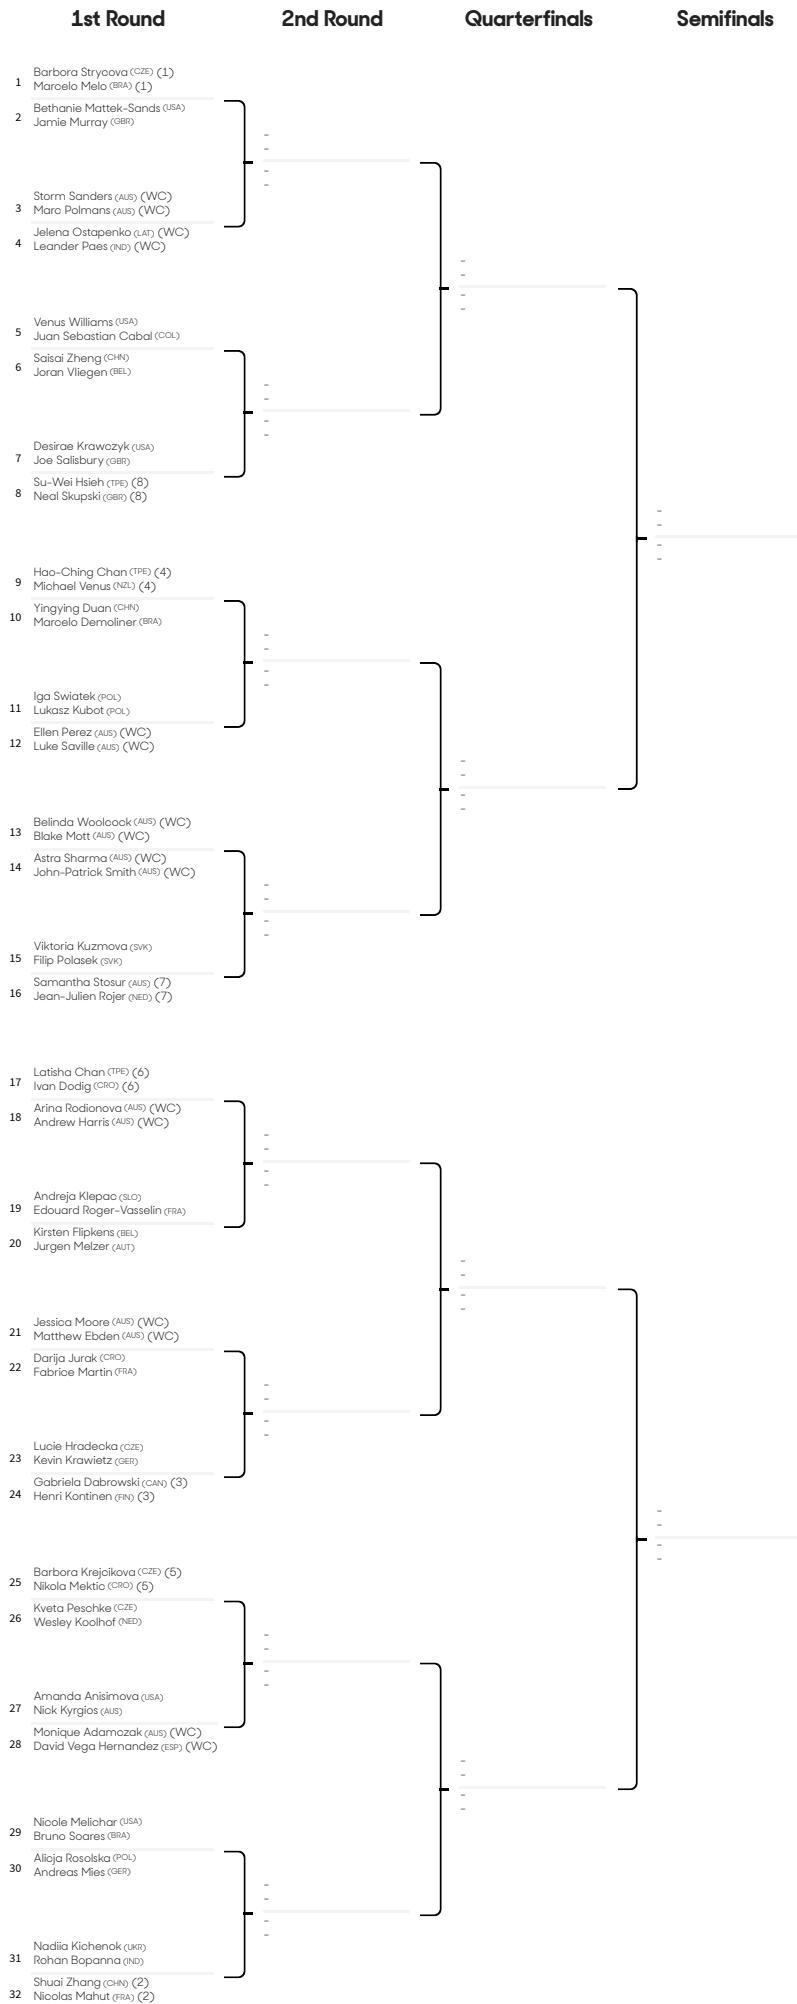 1st Round 2nd Round Quarterfinals Semifinals
Barbora Strycova (CZE) (1)
1
Marcelo Melo (BRA) (1)
Bethanie Mattek-Sands (USA)
2
Jamie Murray (GBR)
Storm Sanders (AUS) (WC)
3
Marc Polmans (AUS) (WC)
Jelena Ostapenko (LAT) (WC)
4
Leander Paes (IND) (WC)
Venus Williams (USA)
5
Juan Sebastian Cabal (COL)
Saisai Zheng (CHN)
6
Joran Vliegen (BEL)
Desirae Krawczyk (USA)
7
Joe Salisbury (GBR)
Su-Wei Hsieh (TPE) (8)
8
Neal Skupski (GBR) (8)
Hao-Ching Chan (TPE) (4)
9
Michael Venus (NZL) (4)
Yingying Duan (CHN)
10
Marcelo Demoliner (BRA)
Iga Swiatek (POL)
11
Lukasz Kubot (POL)
Ellen Perez (AUS) (WC)
12
Luke Saville (AUS) (WC)
Belinda Woolcock (AUS) (WC)
13
Blake Mott (AUS) (WC)
Astra Sharma (AUS) (WC)
14
John-Patrick Smith (AUS) (WC)
Viktoria Kuzmova (SVK)
15
Filip Polasek (SVK)
Samantha Stosur (AUS) (7)
16
Jean-Julien Rojer (NED) (7)
Latisha Chan (TPE) (6)
17
Ivan Dodig (CRO) (6)
Arina Rodionova (AUS) (WC)
18
Andrew Harris (AUS) (WC)
Andreja Klepac (SLO)
19
Edouard Roger-Vasselin (FRA)
Kirsten Flipkens (BEL)
20
Jurgen Melzer (AUT)
Jessica Moore (AUS) (WC)
21
Matthew Ebden (AUS) (WC)
Darija Jurak (CRO)
22
Fabrice Martin (FRA)
Lucie Hradecka (CZE)
23
Kevin Krawietz (GER)
Gabriela Dabrowski (CAN) (3)
24
Henri Kontinen (FIN) (3)
Barbora Krejcikova (CZE) (5)
25
Nikola Mektic (CRO) (5)
Kveta Peschke (CZE)
26
Wesley Koolhof (NED)
Amanda Anisimova (USA)
27
Nick Kyrgios (AUS)
Monique Adamczak (AUS) (WC)
28
David Vega Hernandez (ESP) (WC)
Nicole Melichar (USA)
29
Bruno Soares (BRA)
Alicja Rosolska (POL)
30
Andreas Mies (GER)
Nadiia Kichenok (UKR)
31
Rohan Bopanna (IND)
Shuai Zhang (CHN) (2)
32
Nicolas Mahut (FRA) (2)